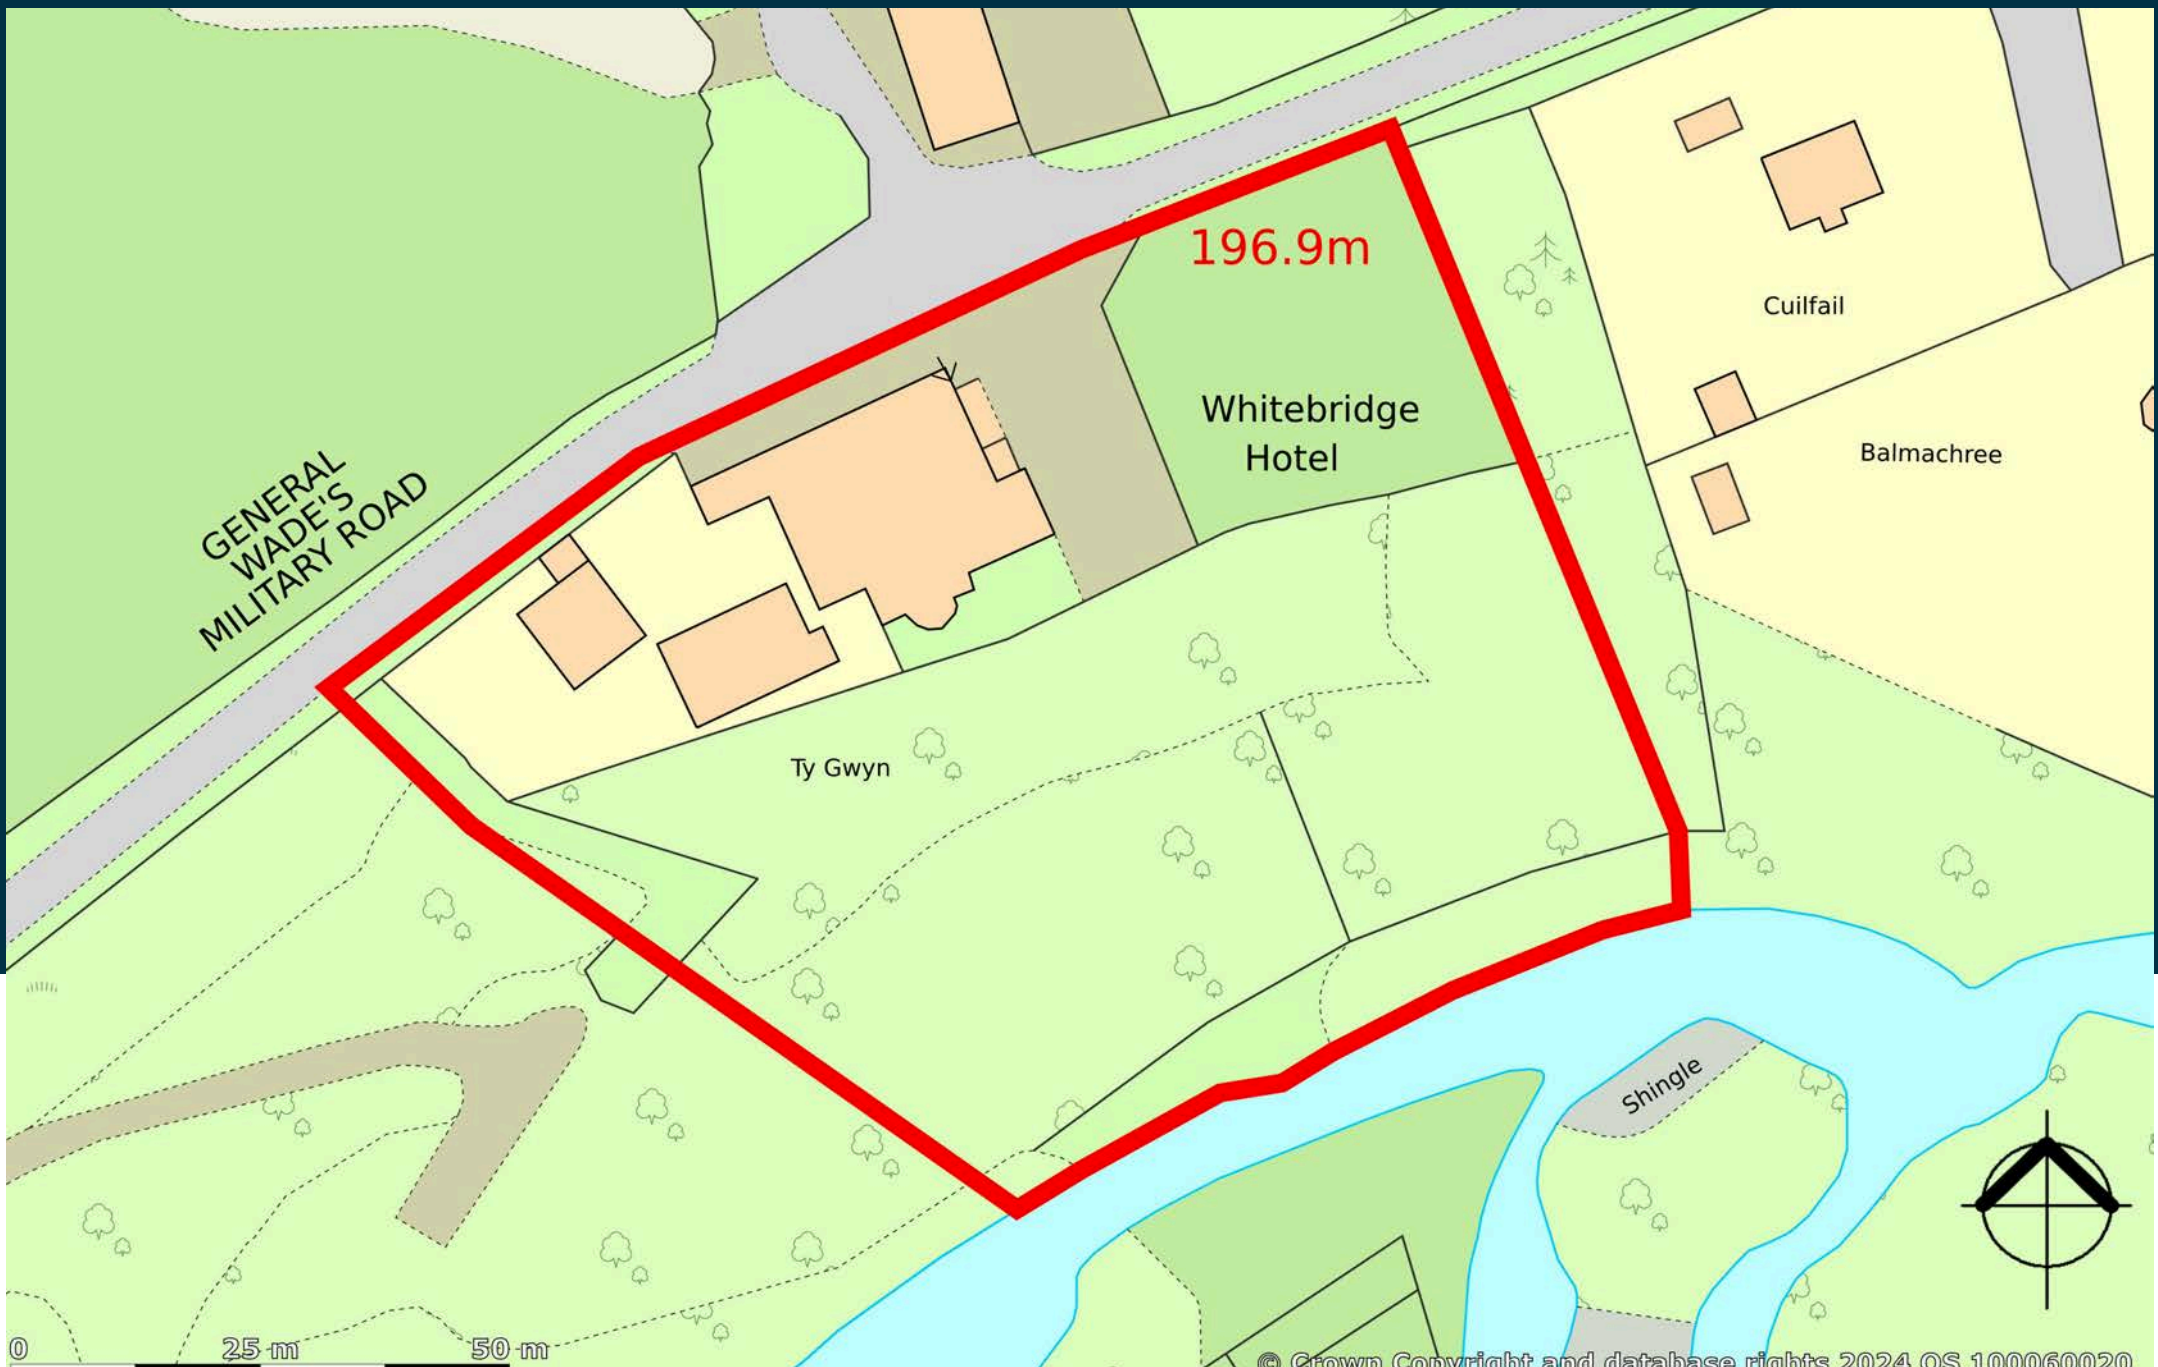 196.9m
Cuilfail
Whitebridge
Hotel
Balmachree
GENERAL
WADE'S
MILITARY ROAD
Ty Gwyn
Shingle
0 25 m 50 m
© Crown Copyright and database rights 2024 OS 100060020